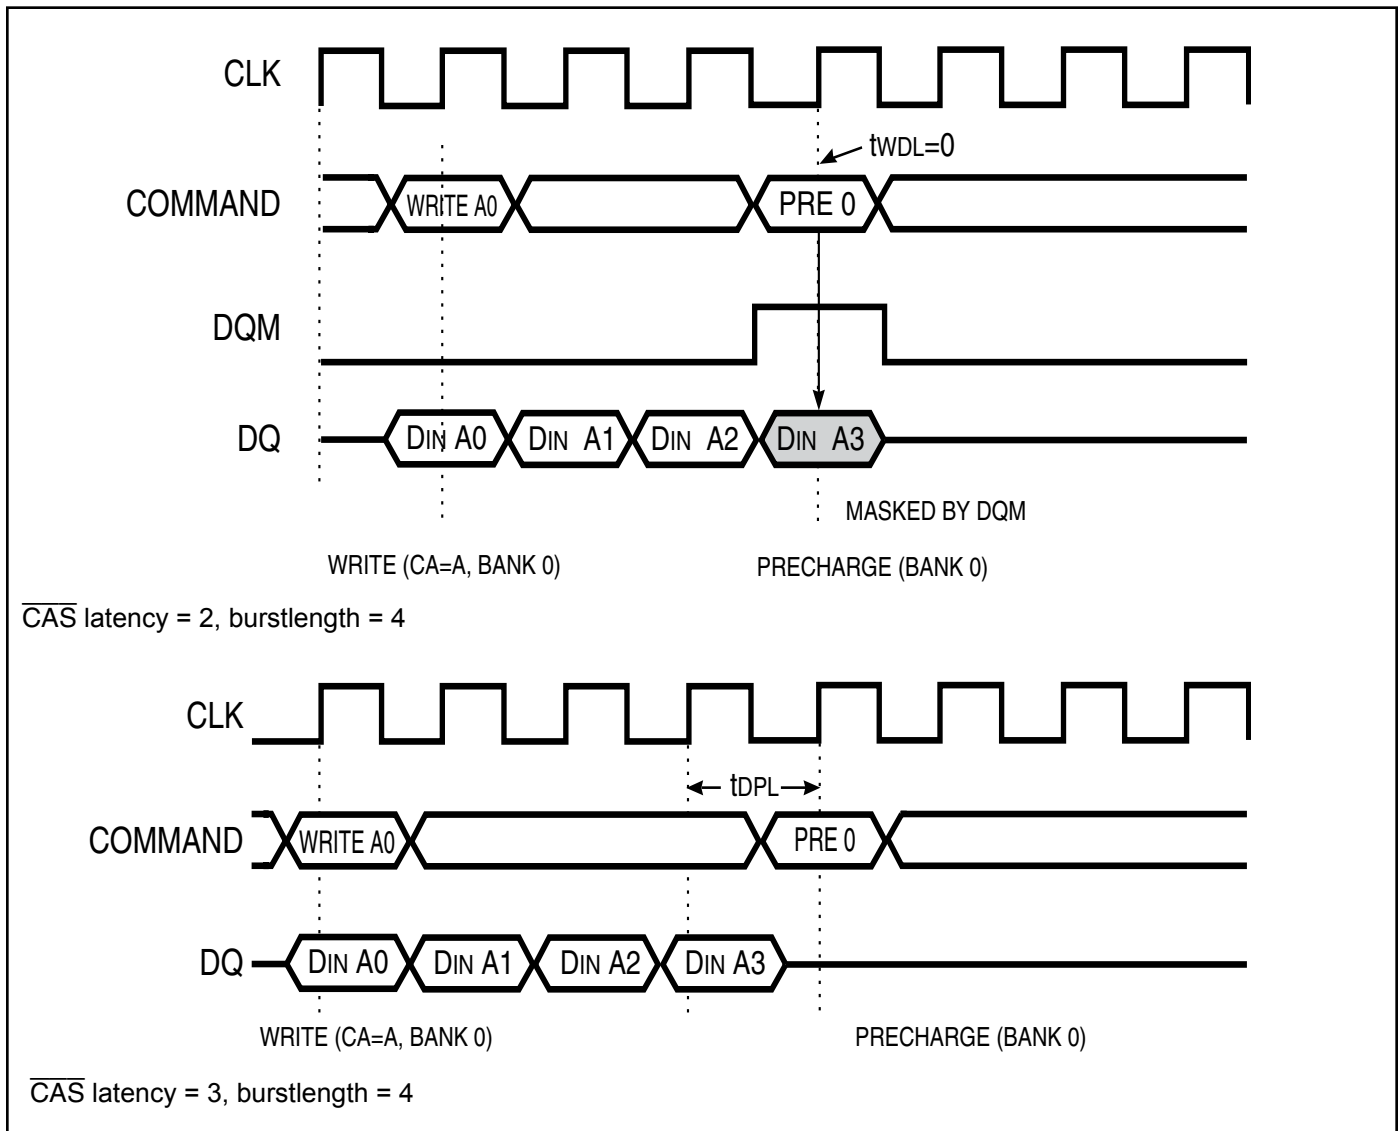 CLK
tWDL=0
COMMAND WRITE A0 PRE 0
DQM
DQ DIN A0 DIN A1 DIN A2 DIN A3
MASKED BY DQM
WRITE (CA=A, BANK 0) PRECHARGE (BANK 0)
CAS latency = 2, burstlength = 4
CLK
tDPL
COMMAND WRITE A0 PRE 0
DQ DIN A0 DIN A1 DIN A2 DIN A3
WRITE (CA=A, BANK 0) PRECHARGE (BANK 0)
CAS latency = 3, burstlength = 4